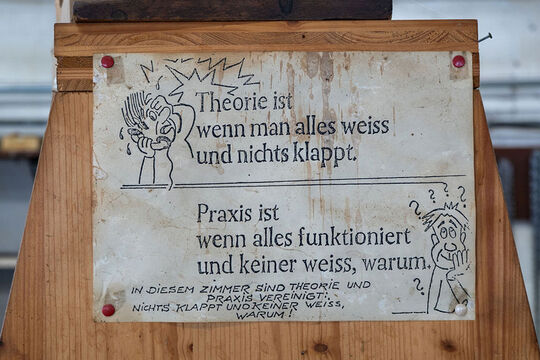 Theorie ist
wenn man alles weiss
und nichts klappt.
Praxis ist
wenn alles funktioniert
und keiner weiss, warum.
IN DIESEM ZIMMER SIND THEORIE UND
PRAXIS VEREINIGT:
NICHTS KLAPPT UND KEINER WEISS,
WARUM!
? ? ? ? ?